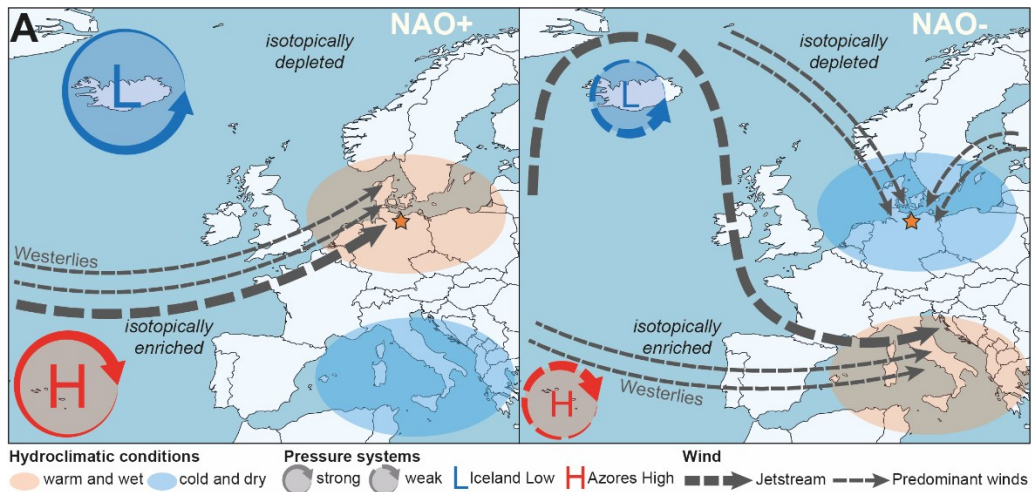 A
NAO+
isotopically
depleted
L
Westerlies
isotopically
enriched
H
NAO-
isotopically
depleted
L
isotopically
enriched
Westerlies
H
Hydroclimatic conditions
warm and wet
cold and dry
Pressure systems
strong
weak
L Iceland Low
H Azores High
Wind
Jetstream
Predominant winds